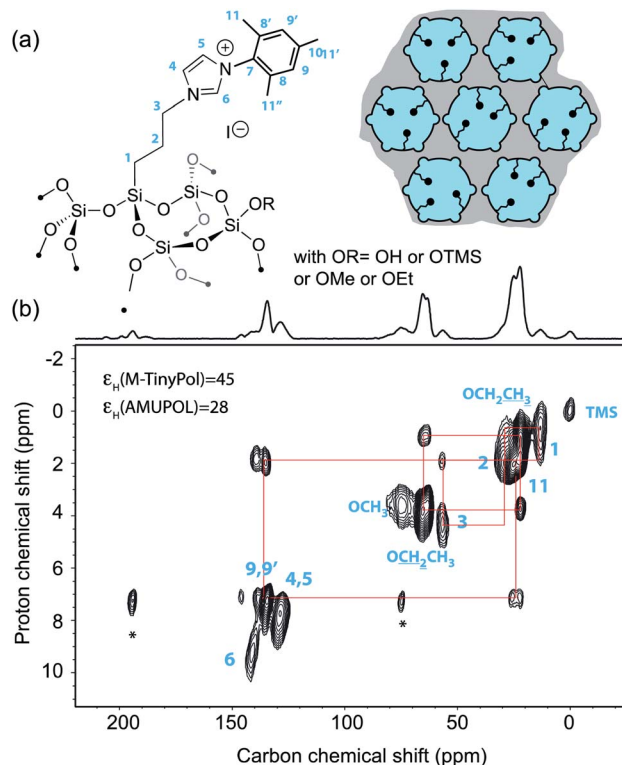 (a)
11
8'
9'
5
10
11'
4
N
+
N
7
8
9
6
3
11''
2
I⊖
1
Si
O
Si
O
Si
O
O
Si
O
OR
Si
O
O
O
O
O
Si
O
O
O
with OR= OH or OTMS
or OMe or OEt
(b)
-2
0
2
4
6
8
10
Proton chemical shift (ppm)
εH(M-TinyPol)=45
εH(AMUPOL)=28
OCH2CH3
TMS
2
1
11
OCH3
3
OCH2CH3
9,9'
4,5
*
*
6
200
150
100
50
0
Carbon chemical shift (ppm)